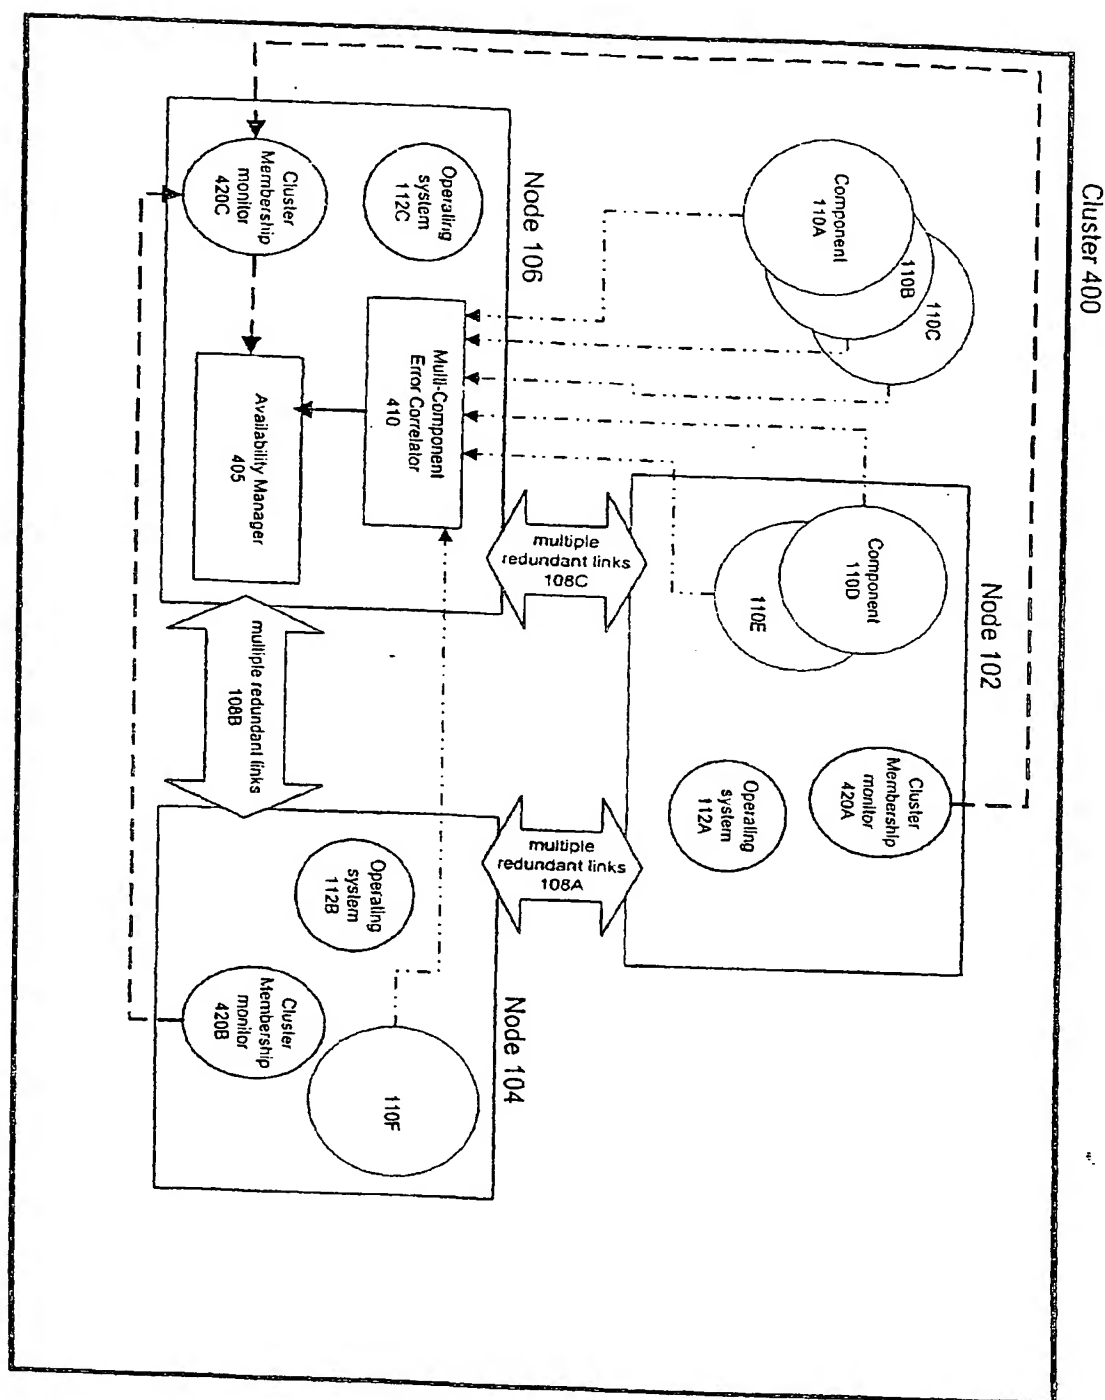 Cluster 400
Component
110A
110B
110C
Node 102
Component
110D
110E
Cluster
Membership
monitor
420A
Operating
system
112A
Node 106
Operating
system
112C
Cluster
Membership
monitor
420C
Multi-Component
Error Correlator
410
Availability Manager
405
multiple
redundant links
108C
multiple
redundant links
108A
multiple redundant links
108B
Node 104
Operating
system
112B
Cluster
Membership
monitor
420B
110F